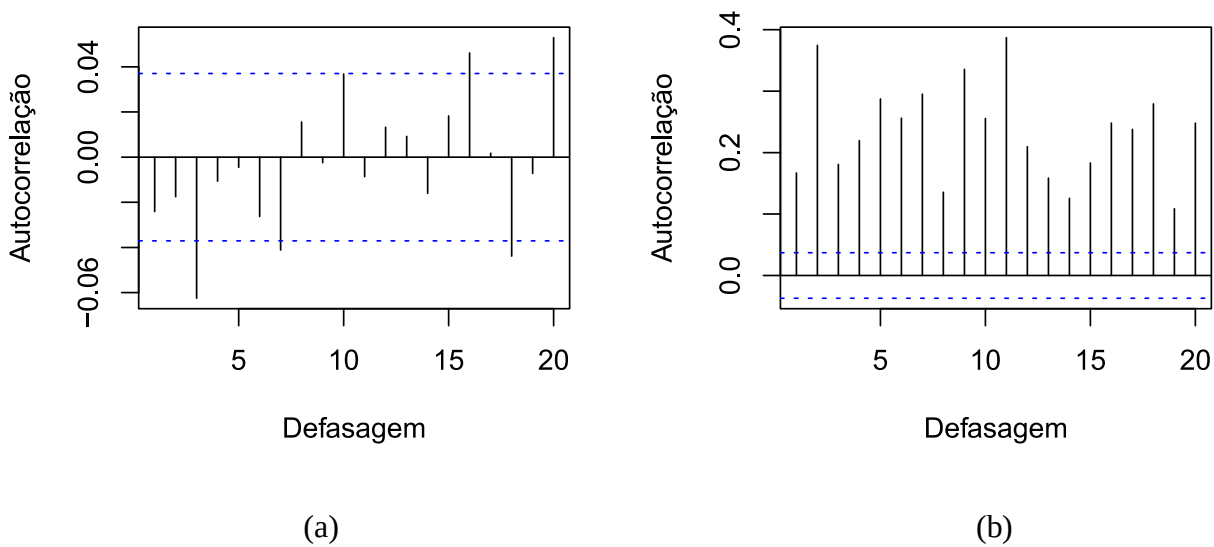 Autocorrelação
0.04
0.00
−0.06
5 10 15 20
Defasagem
(a)
Autocorrelação
0.4
0.2
0.0
5 10 15 20
Defasagem
(b)